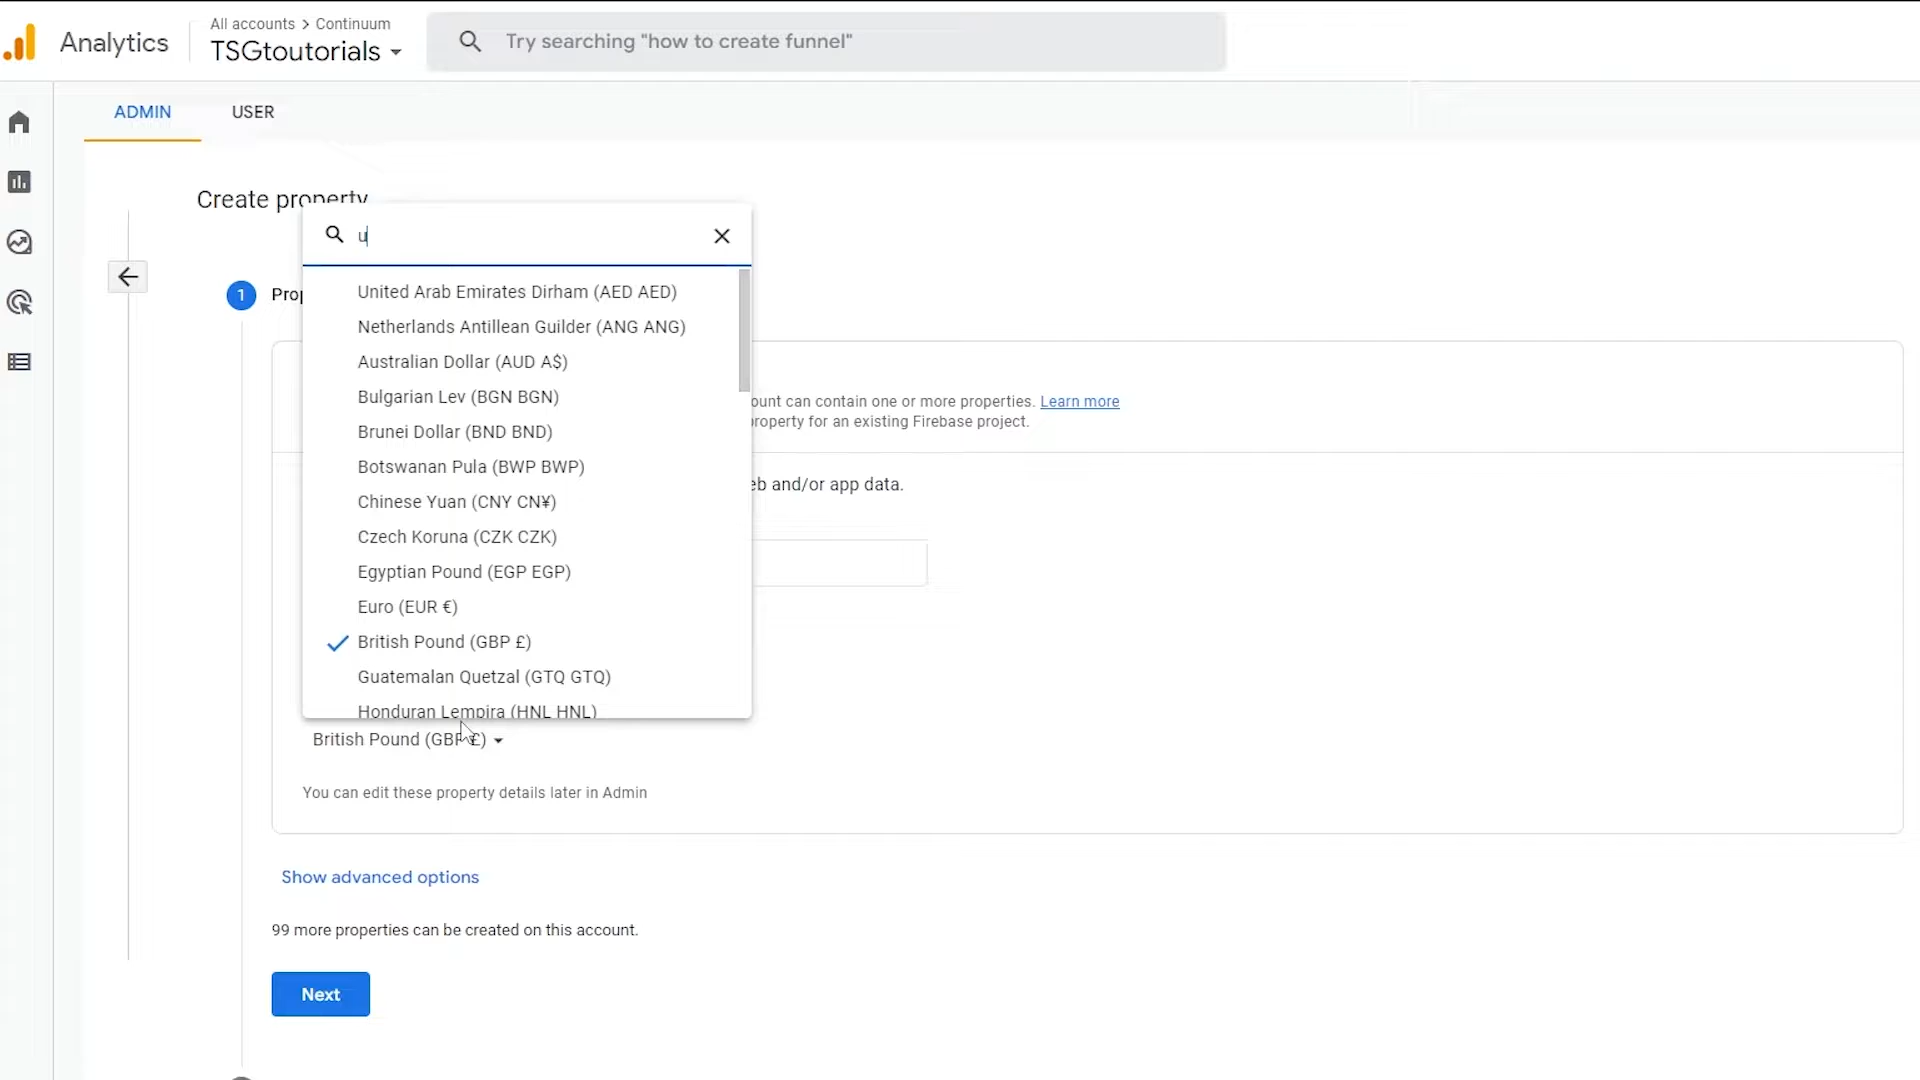 Analytics
All accounts > Continuum
TSGtoutorials
Try searching "how to create funnel"
ADMIN
USER
Create property
u
1
Prop
United Arab Emirates Dirham (AED AED)
Netherlands Antillean Guilder (ANG ANG)
Australian Dollar (AUD A$)
Bulgarian Lev (BGN BGN)
Brunei Dollar (BND BND)
Botswanan Pula (BWP BWP)
Chinese Yuan (CNY CN¥)
Czech Koruna (CZK CZK)
Egyptian Pound (EGP EGP)
Euro (EUR €)
British Pound (GBP £)
Guatemalan Quetzal (GTQ GTQ)
Honduran Lempira (HNL HNL)
ount can contain one or more properties. Learn more
property for an existing Firebase project.
eb and/or app data.
British Pound (GBP £)
You can edit these property details later in Admin
Show advanced options
99 more properties can be created on this account.
Next